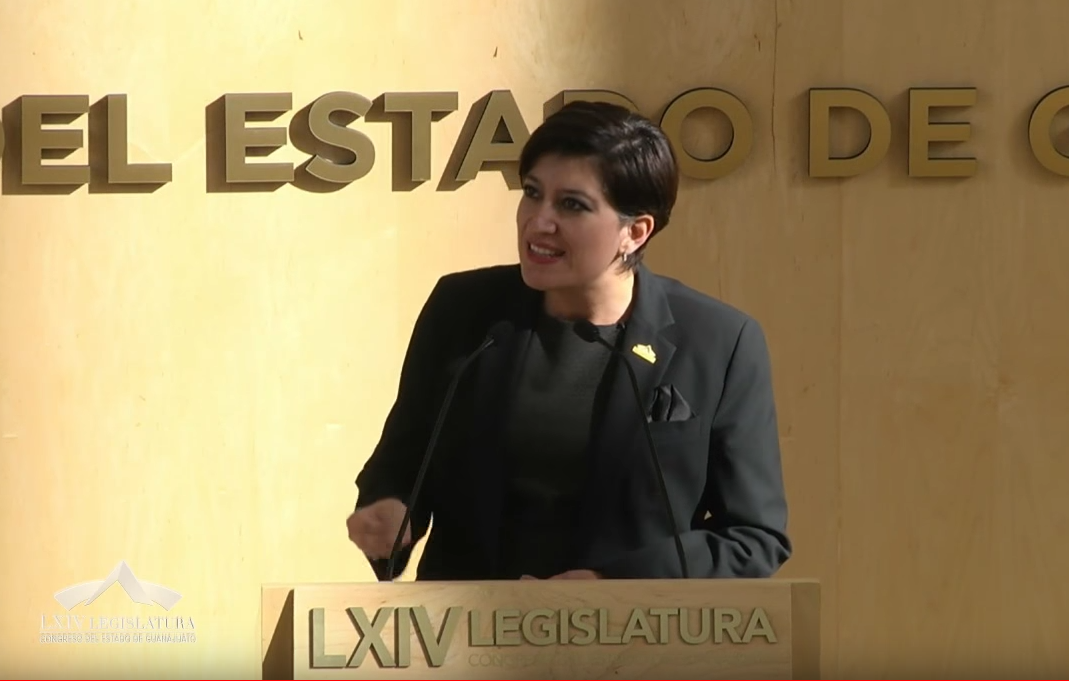 DEL ESTADO DE
LXIV LEGISLATURA
CONGRESO DEL ESTADO DE GUANAJUATO
LXIV LEGISLATURA